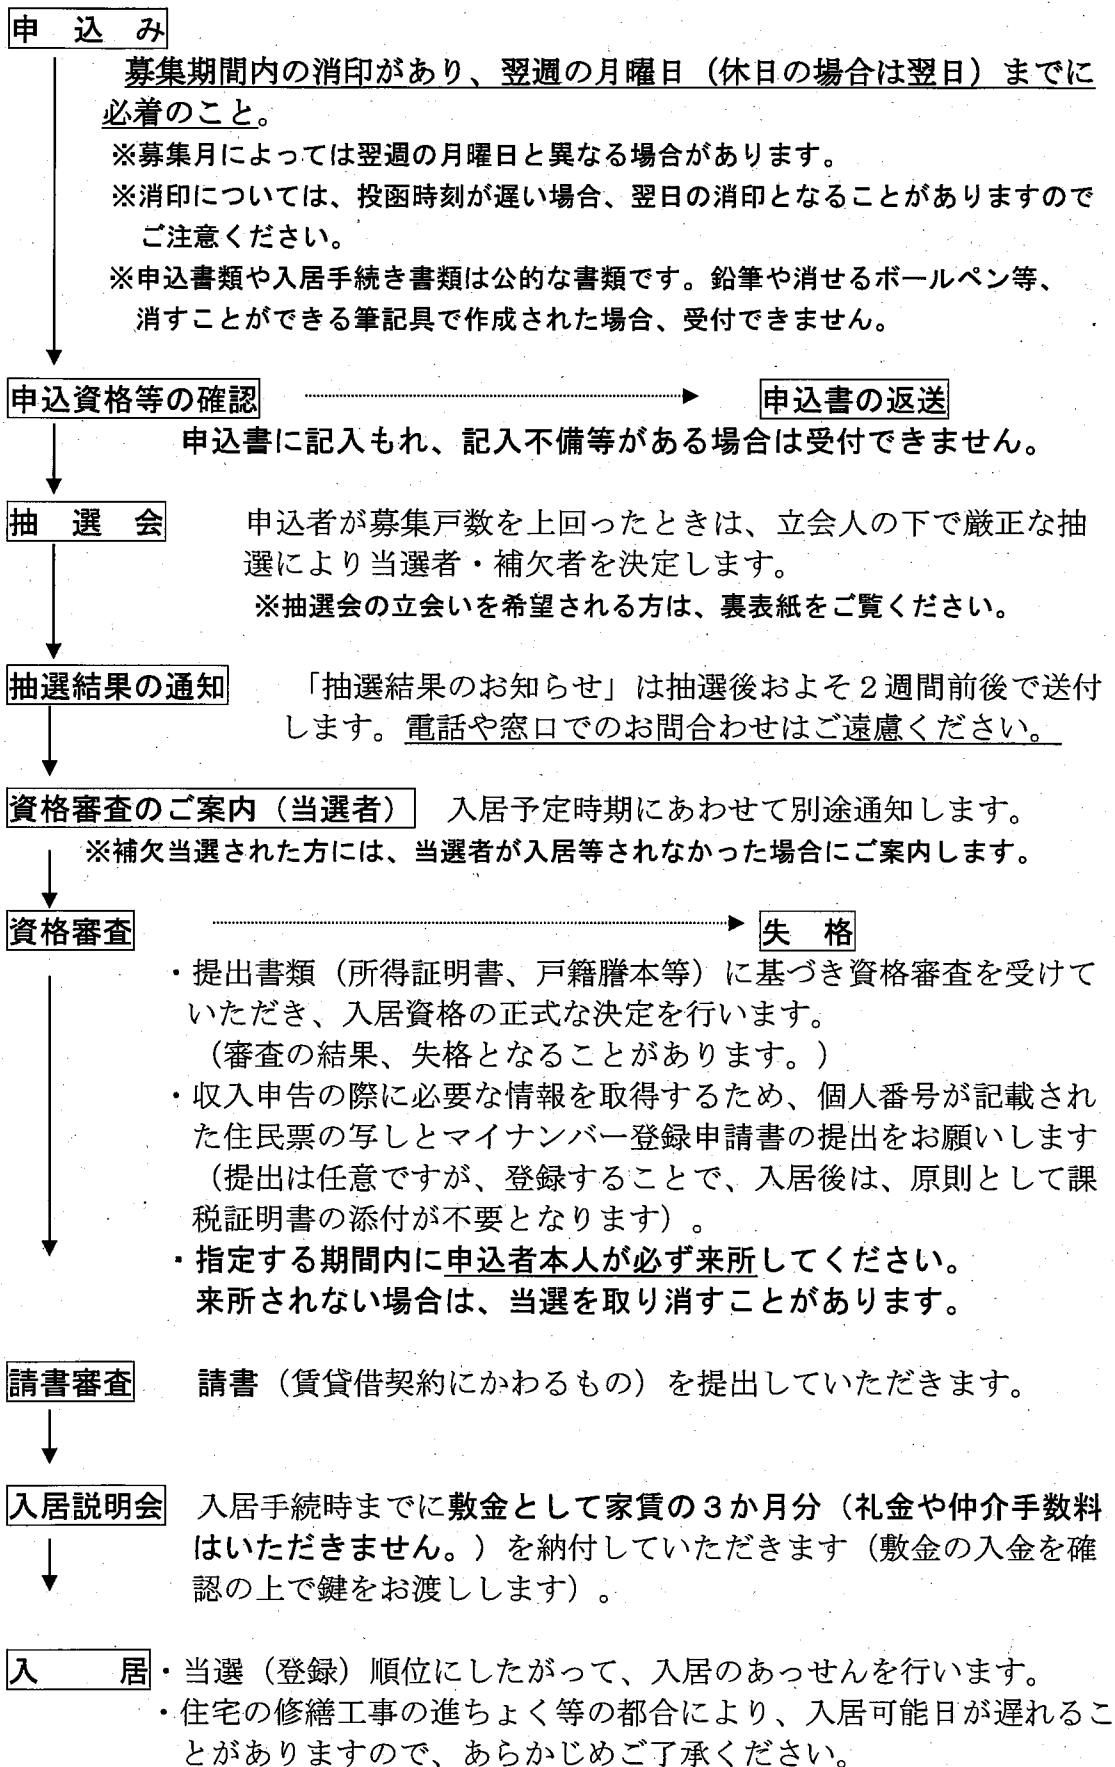 申　込　み
募集期間内の消印があり、翌週の月曜日（休日の場合は翌日）までに
必着のこと。
※募集月によっては翌週の月曜日と異なる場合があります。
※消印については、投函時刻が遅い場合、翌日の消印となることがありますので
ご注意ください。
※申込書類や入居手続き書類は公的な書類です。鉛筆や消せるボールペン等、
消すことができる筆記具で作成された場合、受付できません。
申込資格等の確認　申込書の返送
申込書に記入もれ、記入不備等がある場合は受付できません。
抽　選　会　申込者が募集戸数を上回ったときは、立会人の下で厳正な抽
選により当選者・補欠者を決定します。
※抽選会の立会いを希望される方は、裏表紙をご覧ください。
抽選結果の通知　「抽選結果のお知らせ」は抽選後およそ２週間前後で送付
します。電話や窓口でのお問合わせはご遠慮ください。
資格審査のご案内（当選者）　入居予定時期にあわせて別途通知します。
※補欠当選された方には、当選者が入居等されなかった場合にご案内します。
資格審査　失　格
・提出書類（所得証明書、戸籍謄本等）に基づき資格審査を受けて
いただき、入居資格の正式な決定を行います。
（審査の結果、失格となることがあります。）
・収入申告の際に必要な情報を取得するため、個人番号が記載され
た住民票の写しとマイナンバー登録申請書の提出をお願いします
（提出は任意ですが、登録することで、入居後は、原則として課
税証明書の添付が不要となります）。
・指定する期間内に申込者本人が必ず来所してください。
来所されない場合は、当選を取り消すことがあります。
請書審査　請書（賃貸借契約にかわるもの）を提出していただきます。
入居説明会　入居手続時までに敷金として家賃の３か月分（礼金や仲介手数料
はいただきません。）を納付していただきます（敷金の入金を確
認の上で鍵をお渡しします）。
入　　居・当選（登録）順位にしたがって、入居のあっせんを行います。
・住宅の修繕工事の進ちょく等の都合により、入居可能日が遅れるこ
とがありますので、あらかじめご了承ください。